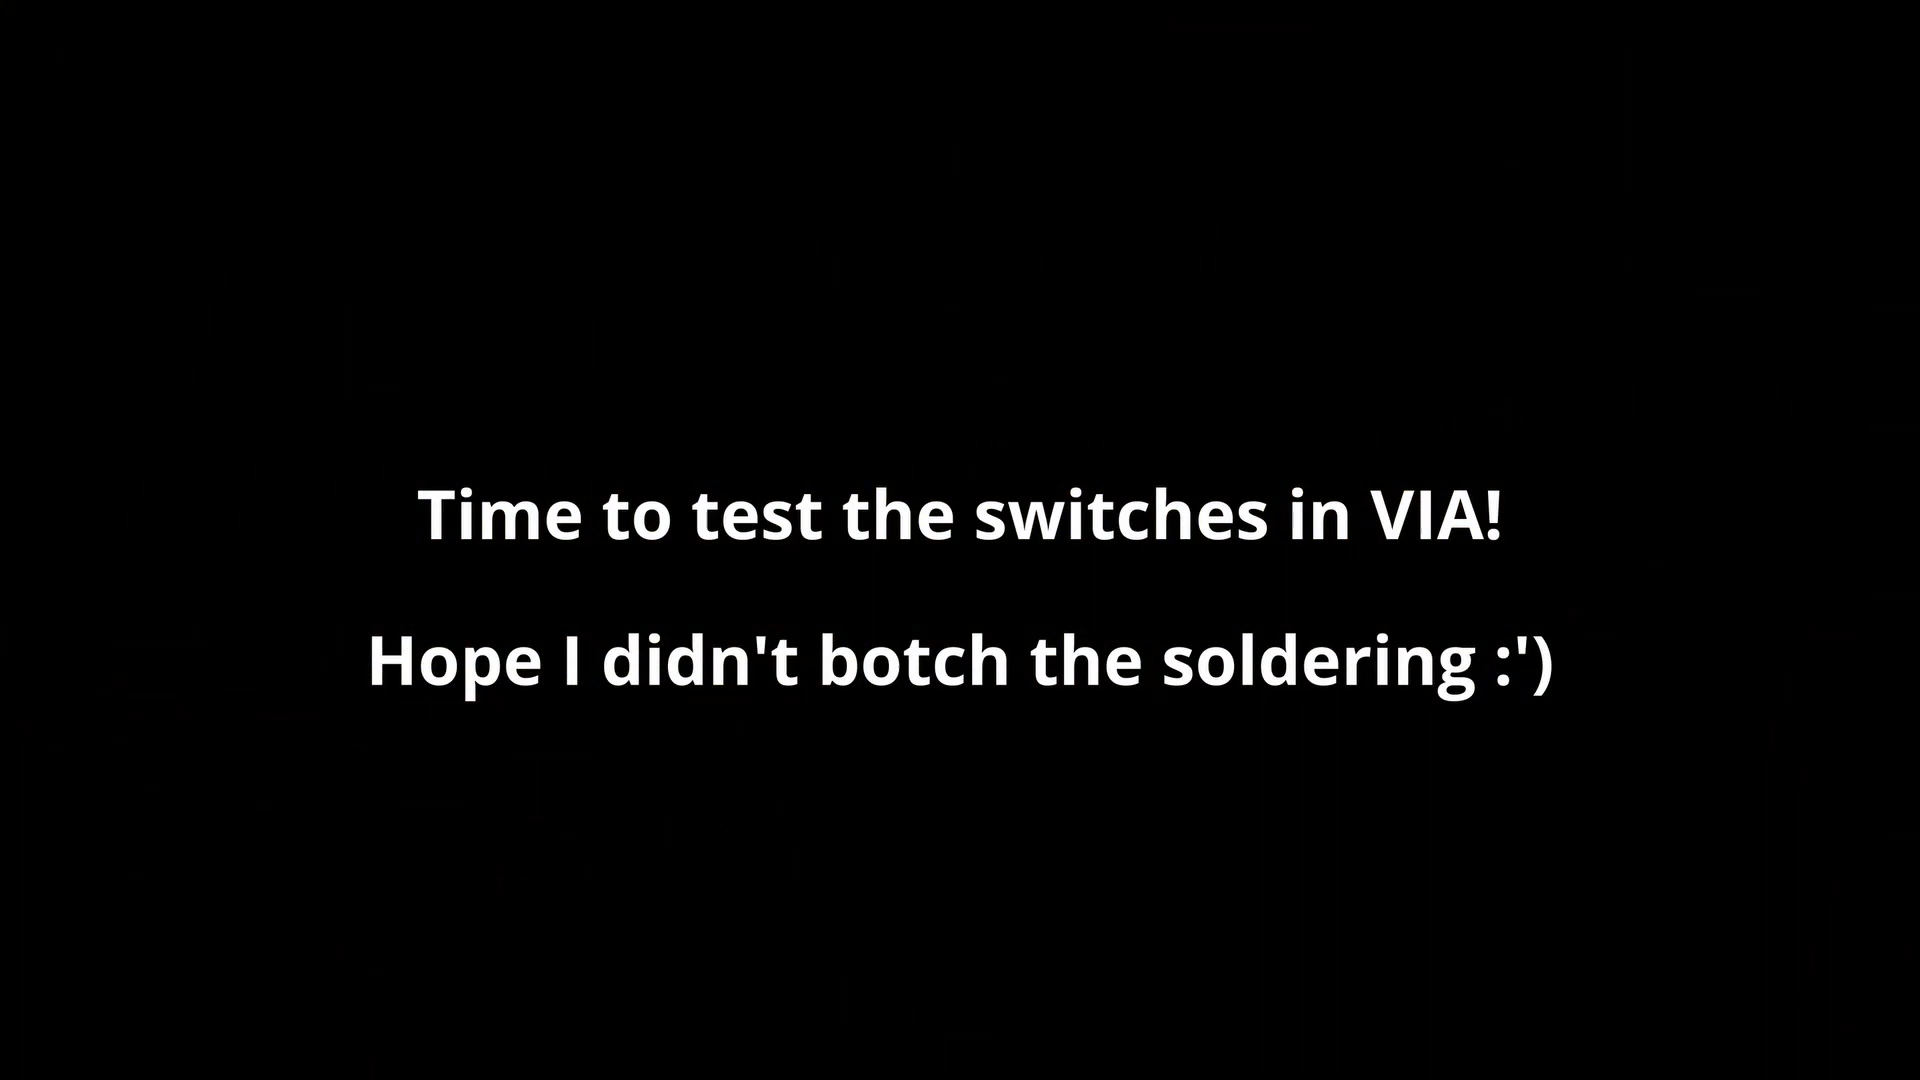 Time to test the switches in VIA!
Hope I didn't botch the soldering :')